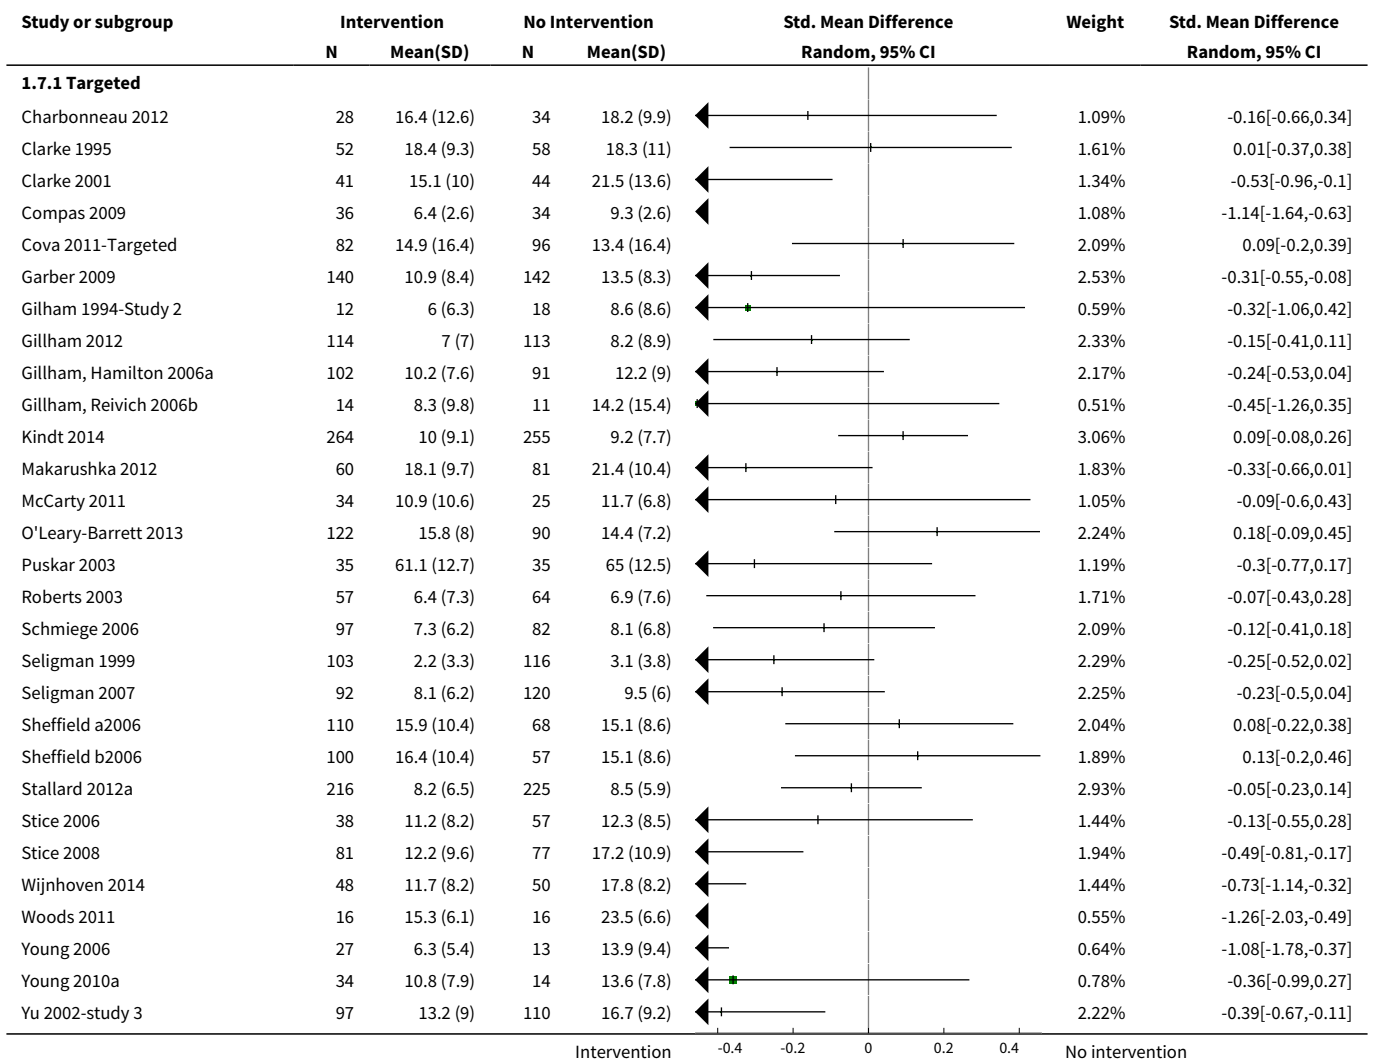 Study or subgroup Intervention No Intervention Std. Mean Difference Weight Std. Mean Difference
N Mean(SD) N Mean(SD) Random, 95% CI Random, 95% CI
1.7.1 Targeted
Charbonneau 2012 28 16.4 (12.6) 34 18.2 (9.9) 1.09% -0.16[-0.66,0.34]
Clarke 1995 52 18.4 (9.3) 58 18.3 (11) 1.61% 0.01[-0.37,0.38]
Clarke 2001 41 15.1 (10) 44 21.5 (13.6) 1.34% -0.53[-0.96,-0.1]
Compas 2009 36 6.4 (2.6) 34 9.3 (2.6) 1.08% -1.14[-1.64,-0.63]
Cova 2011-Targeted 82 14.9 (16.4) 96 13.4 (16.4) 2.09% 0.09[-0.2,0.39]
Garber 2009 140 10.9 (8.4) 142 13.5 (8.3) 2.53% -0.31[-0.55,-0.08]
Gilham 1994-Study 2 12 6 (6.3) 18 8.6 (8.6) 0.59% -0.32[-1.06,0.42]
Gillham 2012 114 7 (7) 113 8.2 (8.9) 2.33% -0.15[-0.41,0.11]
Gillham, Hamilton 2006a 102 10.2 (7.6) 91 12.2 (9) 2.17% -0.24[-0.53,0.04]
Gillham, Reivich 2006b 14 8.3 (9.8) 11 14.2 (15.4) 0.51% -0.45[-1.26,0.35]
Kindt 2014 264 10 (9.1) 255 9.2 (7.7) 3.06% 0.09[-0.08,0.26]
Makarushka 2012 60 18.1 (9.7) 81 21.4 (10.4) 1.83% -0.33[-0.66,0.01]
McCarty 2011 34 10.9 (10.6) 25 11.7 (6.8) 1.05% -0.09[-0.6,0.43]
O'Leary-Barrett 2013 122 15.8 (8) 90 14.4 (7.2) 2.24% 0.18[-0.09,0.45]
Puskar 2003 35 61.1 (12.7) 35 65 (12.5) 1.19% -0.3[-0.77,0.17]
Roberts 2003 57 6.4 (7.3) 64 6.9 (7.6) 1.71% -0.07[-0.43,0.28]
Schmiege 2006 97 7.3 (6.2) 82 8.1 (6.8) 2.09% -0.12[-0.41,0.18]
Seligman 1999 103 2.2 (3.3) 116 3.1 (3.8) 2.29% -0.25[-0.52,0.02]
Seligman 2007 92 8.1 (6.2) 120 9.5 (6) 2.25% -0.23[-0.5,0.04]
Sheffield a2006 110 15.9 (10.4) 68 15.1 (8.6) 2.04% 0.08[-0.22,0.38]
Sheffield b2006 100 16.4 (10.4) 57 15.1 (8.6) 1.89% 0.13[-0.2,0.46]
Stallard 2012a 216 8.2 (6.5) 225 8.5 (5.9) 2.93% -0.05[-0.23,0.14]
Stice 2006 38 11.2 (8.2) 57 12.3 (8.5) 1.44% -0.13[-0.55,0.28]
Stice 2008 81 12.2 (9.6) 77 17.2 (10.9) 1.94% -0.49[-0.81,-0.17]
Wijnhoven 2014 48 11.7 (8.2) 50 17.8 (8.2) 1.44% -0.73[-1.14,-0.32]
Woods 2011 16 15.3 (6.1) 16 23.5 (6.6) 0.55% -1.26[-2.03,-0.49]
Young 2006 27 6.3 (5.4) 13 13.9 (9.4) 0.64% -1.08[-1.78,-0.37]
Young 2010a 34 10.8 (7.9) 14 13.6 (7.8) 0.78% -0.36[-0.99,0.27]
Yu 2002-study 3 97 13.2 (9) 110 16.7 (9.2) 2.22% -0.39[-0.67,-0.11]
Intervention -0.4 -0.2 0 0.2 0.4 No intervention